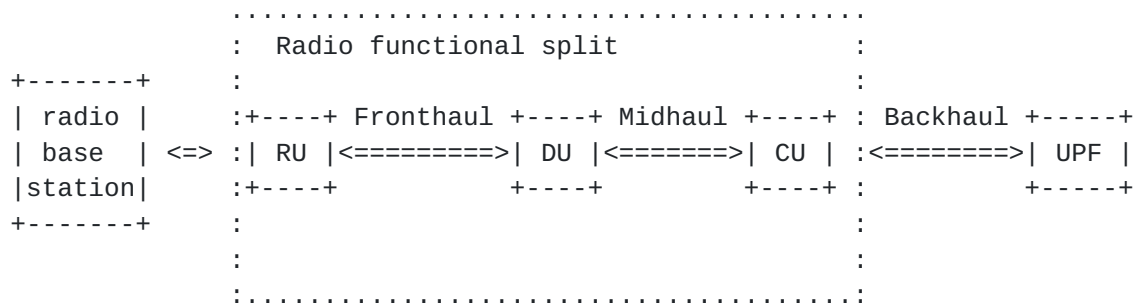 Radio functional split
radio Fronthaul Midhaul Backhaul
base <=> RU <=========> DU <=======> CU <========> UPF
station